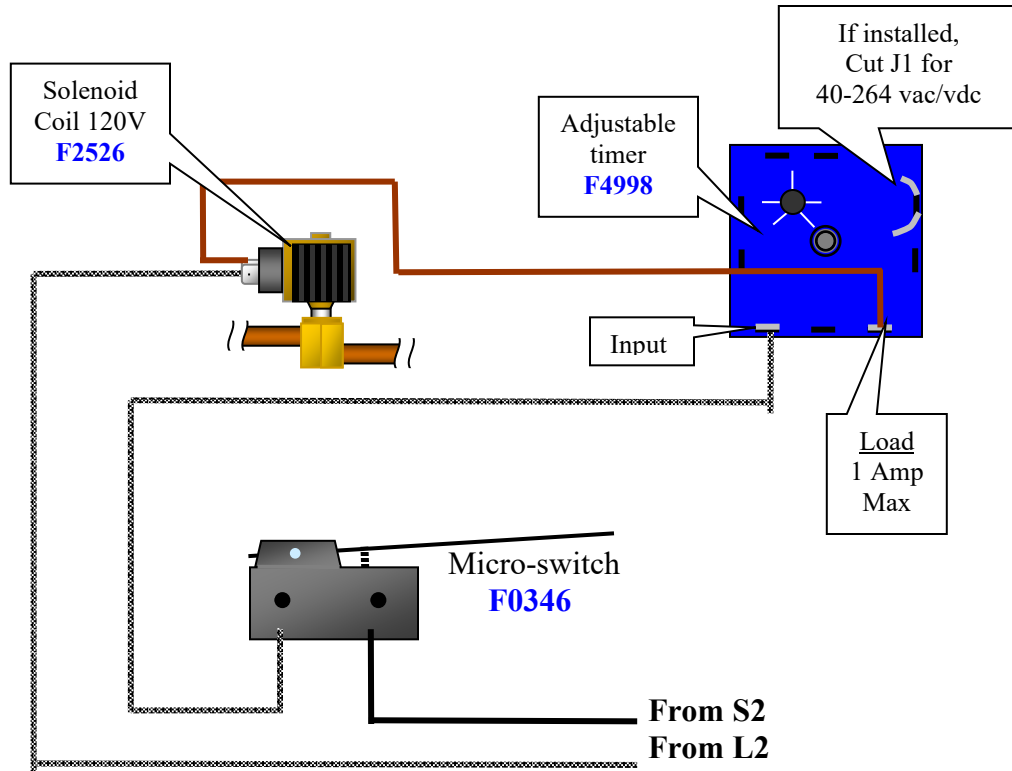 If installed,
Cut J1 for
40-264 vac/vdc
Solenoid
Coil 120V
F2526
Adjustable
timer
F4998
Input
Load
1 Amp
Max
Micro-switch
F0346
From S2
From L2